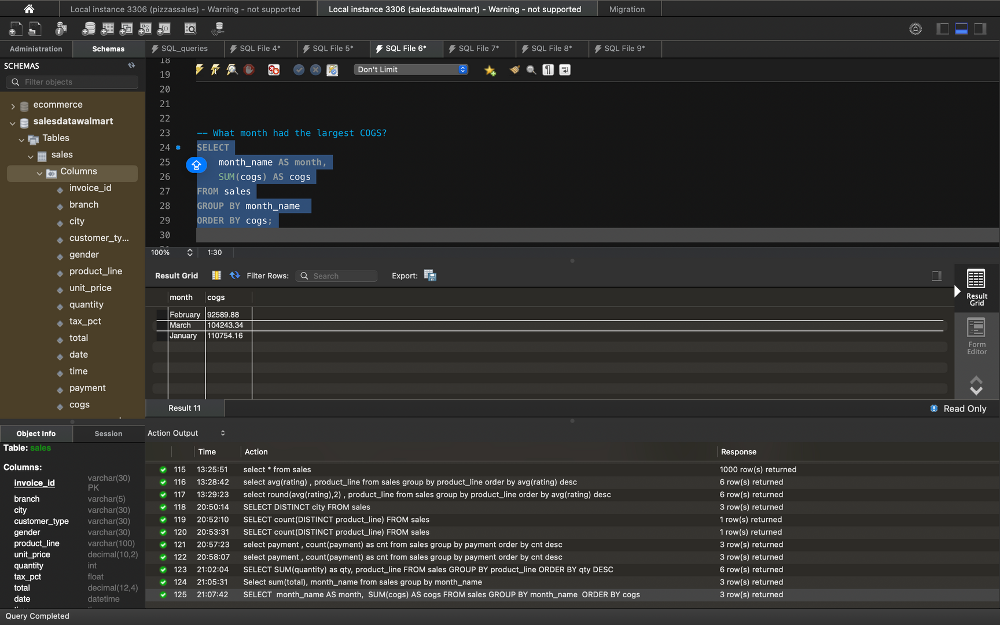 Local instance 3306 (pizzassales) - Warning - not supported
Local instance 3306 (salesdatawalmart) - Warning - not supported
Migration
Administration
Schemas
SQL_queries
SQL File 4*
SQL File 5*
SQL File 6*
SQL File 7*
SQL File 8*
SQL File 9*
SCHEMAS
Filter objects
ecommerce
salesdatawalmart
Tables
sales
Columns
invoice_id
branch
city
customer_ty...
gender
product_line
unit_price
quantity
tax_pct
total
date
time
payment
cogs
Don't Limit
18
19
20
21
22
23 -- What month had the largest COGS?
24 SELECT
25 month_name AS month,
26 SUM(cogs) AS cogs
27 FROM sales
28 GROUP BY month_name
29 ORDER BY cogs;
30
100% 1:30
Result Grid Filter Rows: Search Export:
month cogs
February 92589.88
March 104243.34
January 110754.16
Result Grid
Form Editor
Result 11
Read Only
Object Info
Session
Table: sales
Columns:
invoice_id varchar(30) PK
branch varchar(5)
city varchar(30)
customer_type varchar(30)
gender varchar(30)
product_line varchar(100)
unit_price decimal(10,2)
quantity int
tax_pct float
total decimal(12,4)
date datetime
Action Output
Time Action Response
115 13:25:51 select * from sales 1000 row(s) returned
116 13:28:42 select avg(rating) , product_line from sales group by product_line order by avg(rating) desc 6 row(s) returned
117 13:29:23 select round(avg(rating),2) , product_line from sales group by product_line order by avg(rating) desc 6 row(s) returned
118 20:50:14 SELECT DISTINCT city FROM sales 3 row(s) returned
119 20:52:10 SELECT count(DISTINCT product_line) FROM sales 1 row(s) returned
120 20:53:31 SELECT count(DISTINCT product_line) FROM sales 1 row(s) returned
121 20:57:23 select payment , count(payment) as cnt from sales group by payment order by cnt desc 3 row(s) returned
122 20:58:07 select payment , count(payment) as cnt from sales group by payment order by cnt desc 3 row(s) returned
123 21:02:04 SELECT SUM(quantity) as qty, product_line FROM sales GROUP BY product_line ORDER BY qty DESC 6 row(s) returned
124 21:05:31 Select sum(total), month_name from sales group by month_name 3 row(s) returned
125 21:07:42 SELECT month_name AS month, SUM(cogs) AS cogs FROM sales GROUP BY month_name ORDER BY cogs 3 row(s) returned
Query Completed